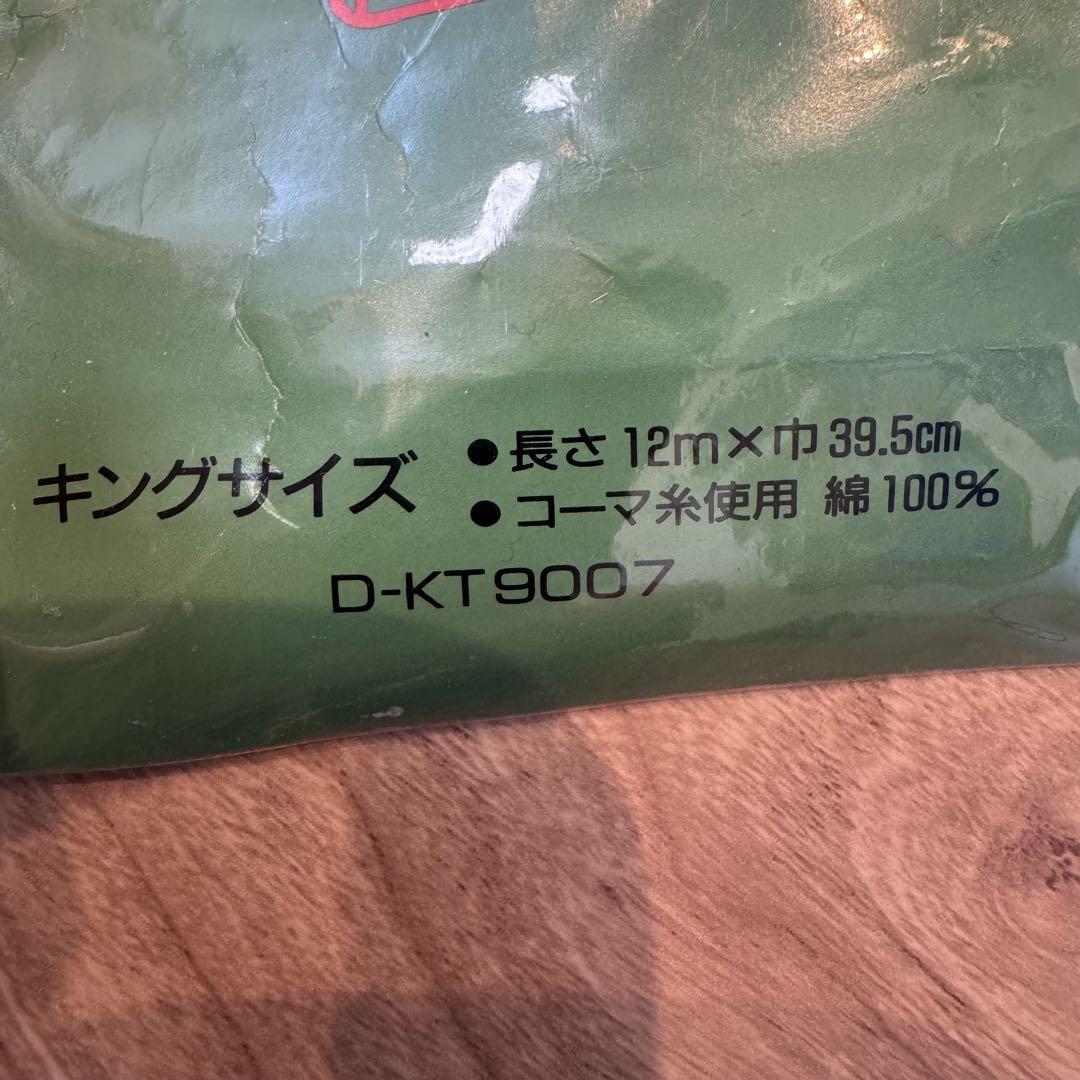 キングサイズ
●長さ12m×巾39.5cm
●コーマ糸使用 綿100%
D-KT9007